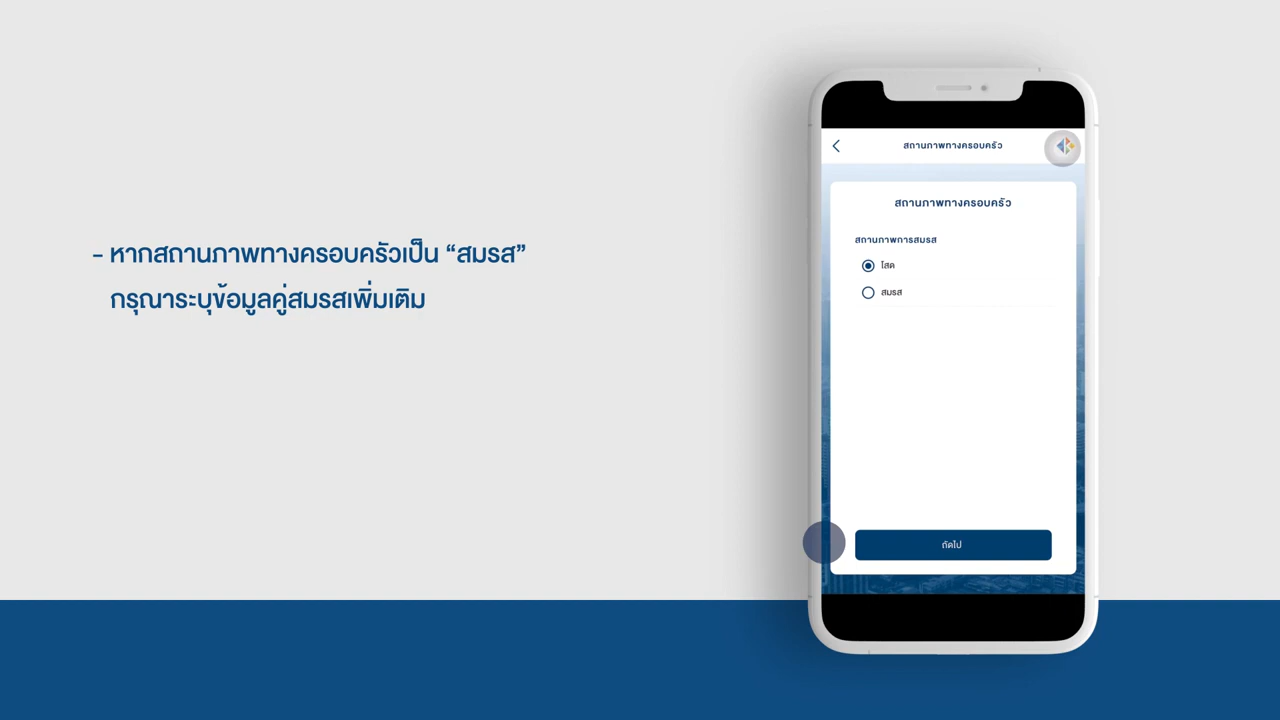 - หากสถานภาพทางครอบครัวเป็น “สมรส”
กรุณาระบุข้อมูลคู่สมรสเพิ่มเติม
สถานภาพทางครอบครัว
สถานภาพทางครอบครัว
สถานภาพการสมรส
โสด
สมรส
ถัดไป